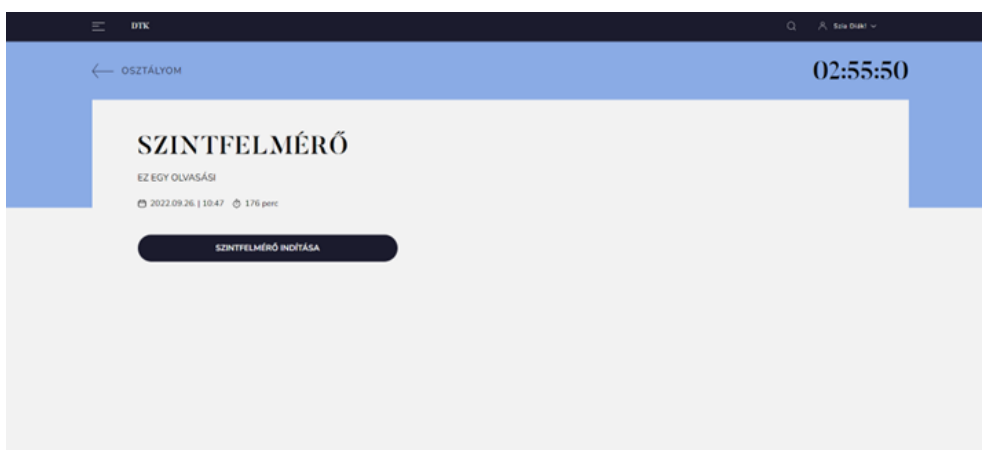 DTK
Szia Diák!
OSZTÁLYOM
02:55:50
SZINTFELMÉRŐ
EZ EGY OLVASÁSI
2022.09.26. | 10:47 176 perc
SZINTFELMÉRŐ INDÍTÁSA